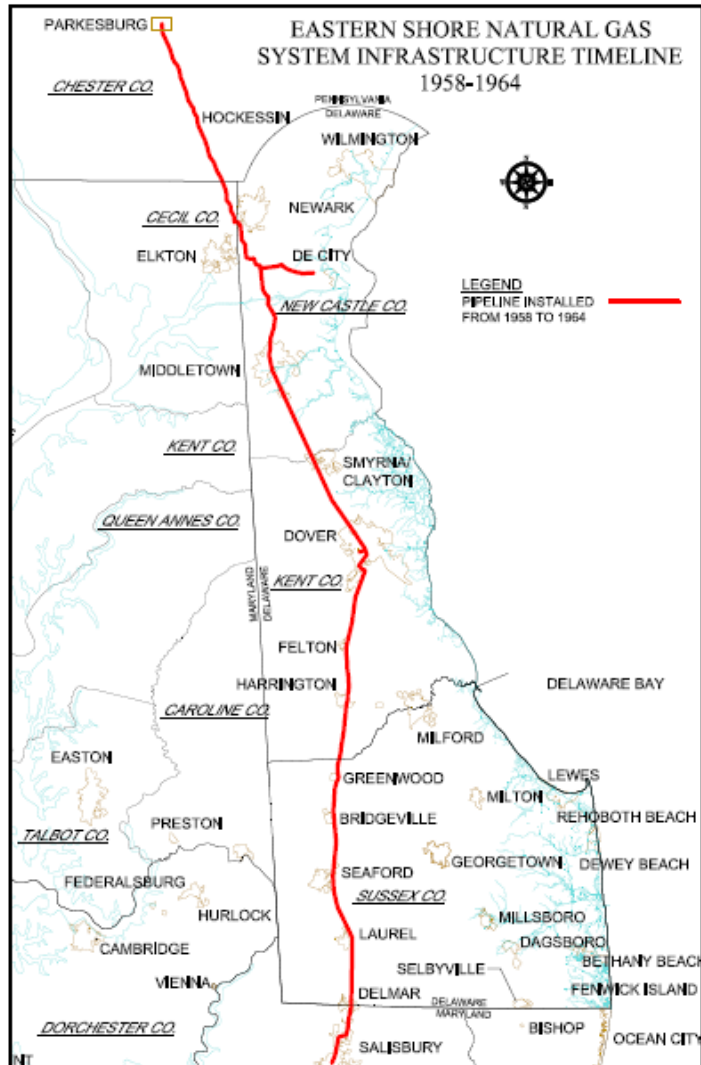 PARKESBURG
EASTERN SHORE NATURAL GAS
SYSTEM INFRASTRUCTURE TIMELINE
1958-1964
CHESTER CO.
HOCKESSIN
PENNSYLVANIA
DELAWARE
WILMINGTON
NEWARK
CECIL CO.
ELKTON
DE CITY
LEGEND
PIPELINE INSTALLED
FROM 1958 TO 1964
NEW CASTLE CO.
MIDDLETOWN
KENT CO.
SMYRNA/
CLAYTON
QUEEN ANNES CO.
DOVER
KENT CO.
MARYLAND
DELAWARE
FELTON
HARRINGTON
DELAWARE BAY
CAROLINE CO.
MILFORD
EASTON
GREENWOOD
LEWES
MILTON
BRIDGEVILLE
REHOBOTH BEACH
TALBOT CO.
PRESTON
GEORGETOWN
DEWEY BEACH
SEAFORD
FEDERALSBURG
SUSSEX CO.
HURLOCK
MILLSBORO
LAUREL
DAGSBORO
CAMBRIDGE
BETHANY BEACH
SELBYVILLE
VIENNA
FENWICK ISLAND
DELMAR
DELAWARE
MARYLAND
DORCHESTER CO.
BISHOP
OCEAN CITY
SALISBURY
NT